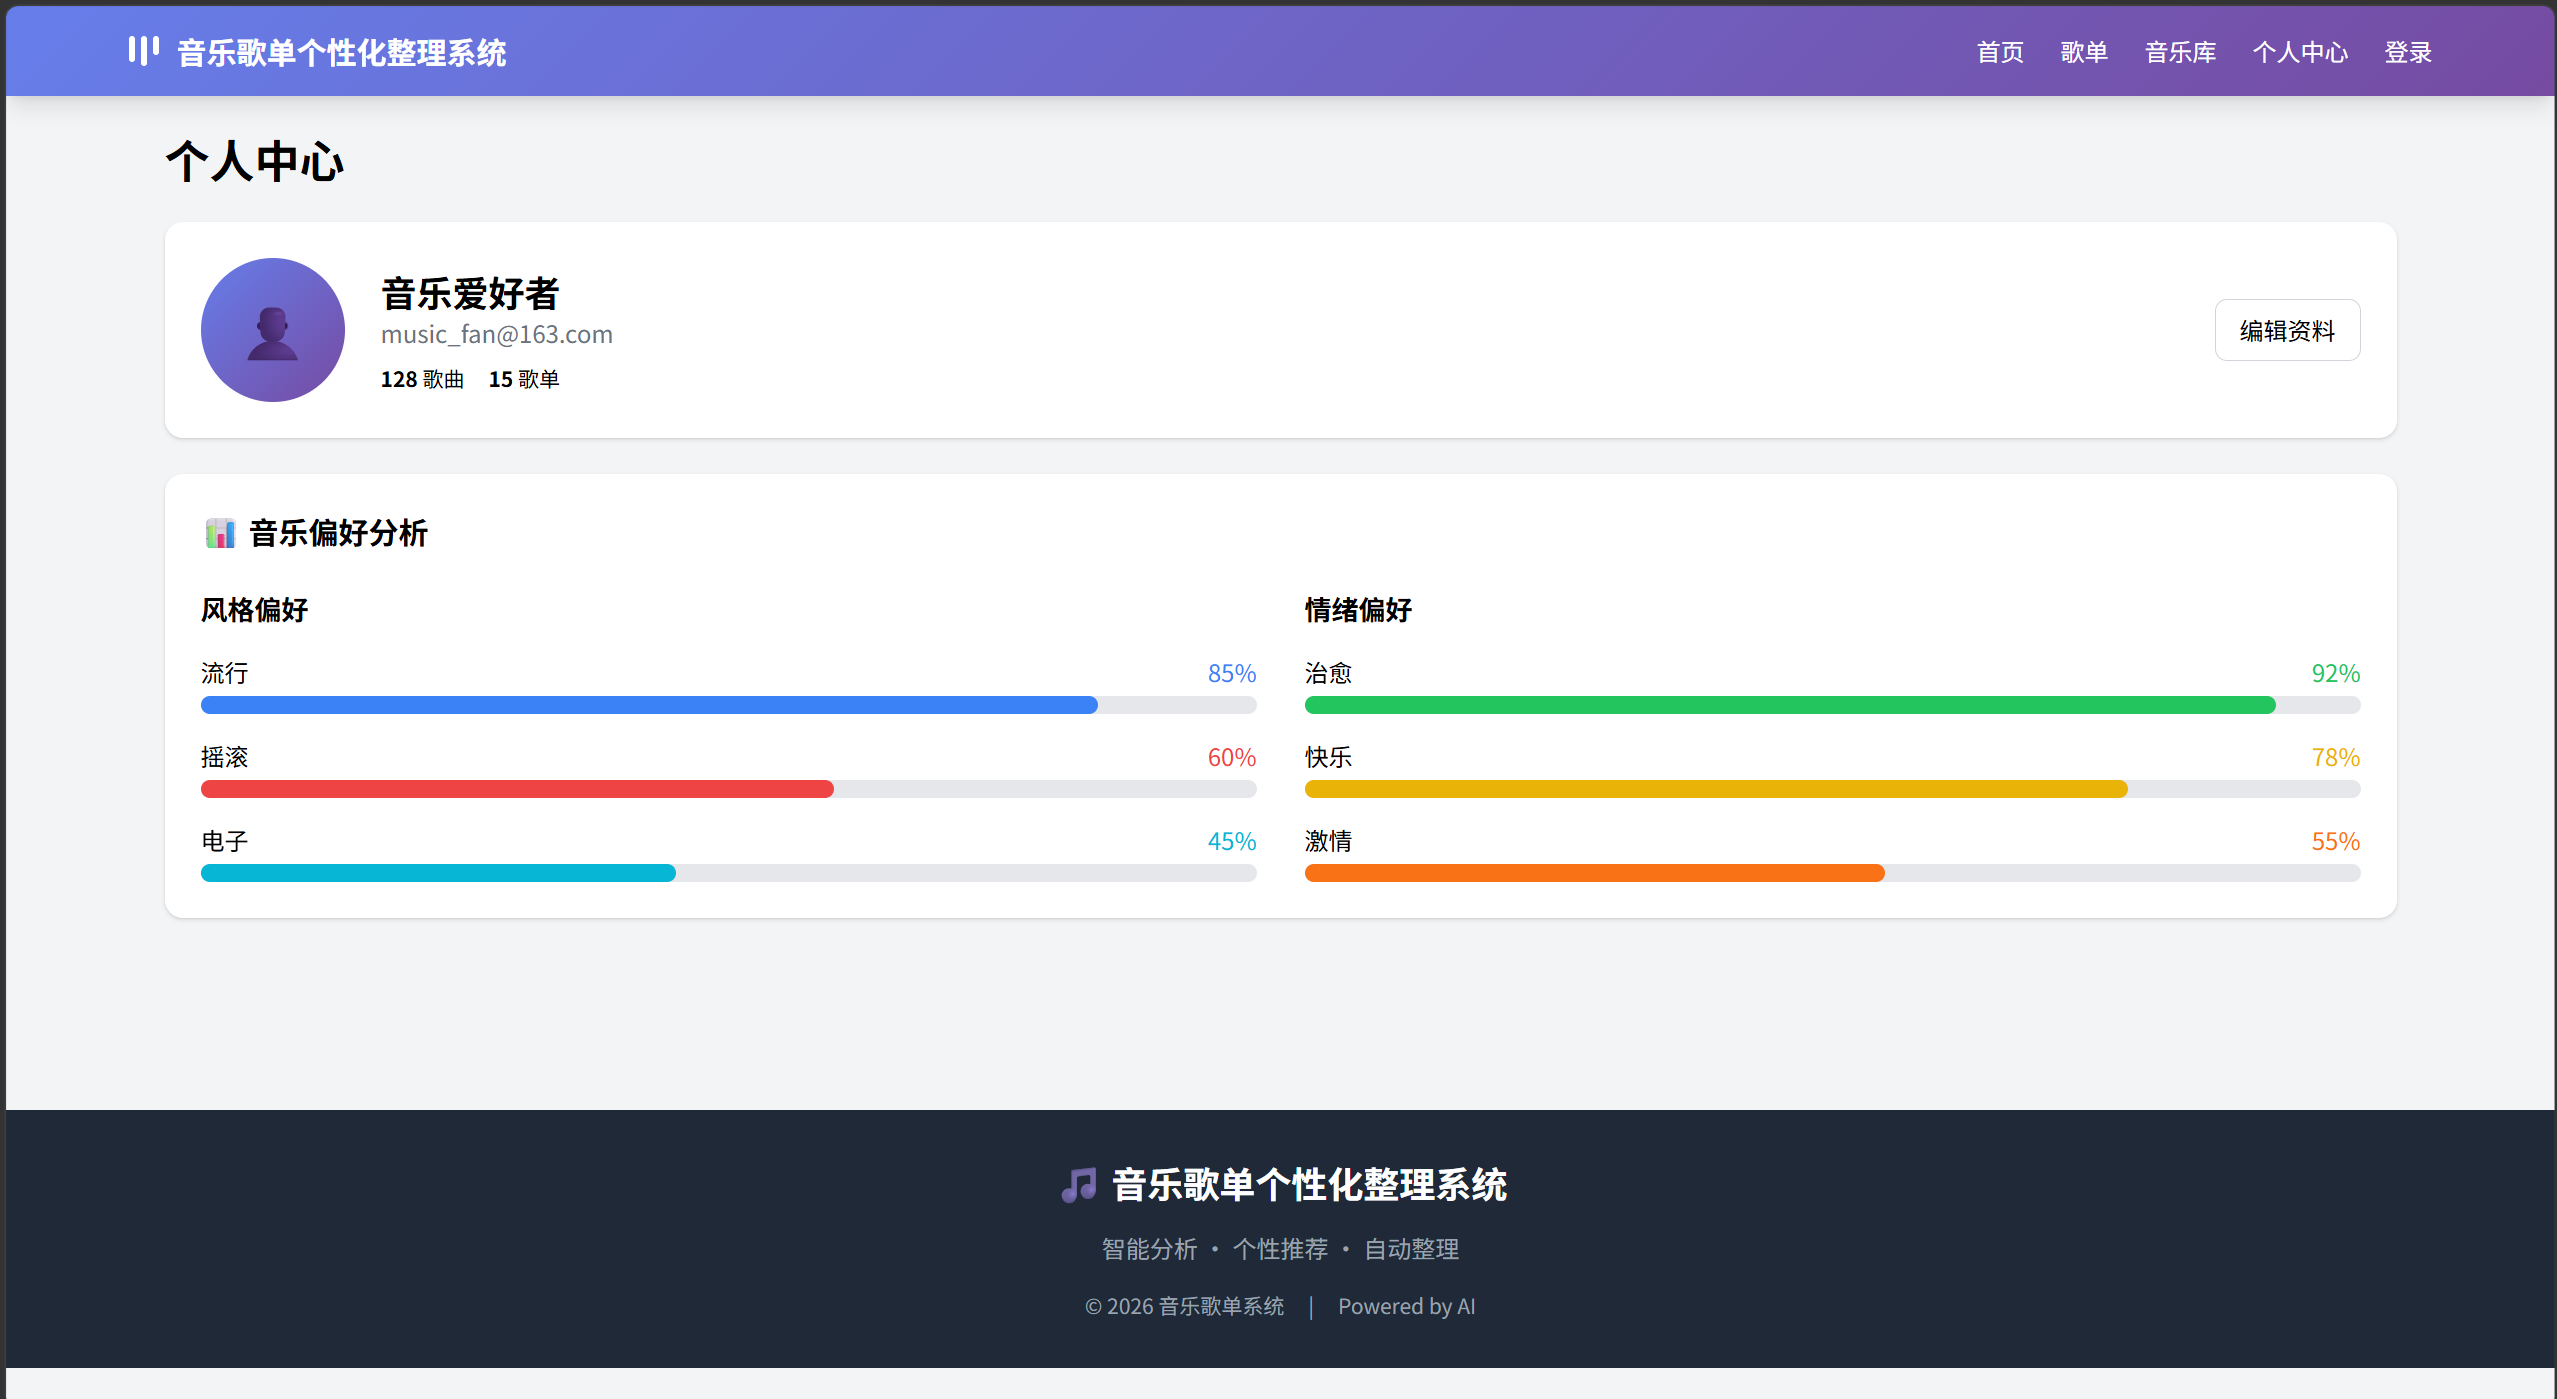 音乐歌单个性化整理系统
首页 歌单 音乐库 个人中心 登录
个人中心
音乐爱好者
music_fan@163.com
128 歌曲 15 歌单
编辑资料
音乐偏好分析
风格偏好
流行 85%
摇滚 60%
电子 45%
情绪偏好
治愈 92%
快乐 78%
激情 55%
音乐歌单个性化整理系统
智能分析 • 个性推荐 • 自动整理
© 2026 音乐歌单系统 | Powered by AI